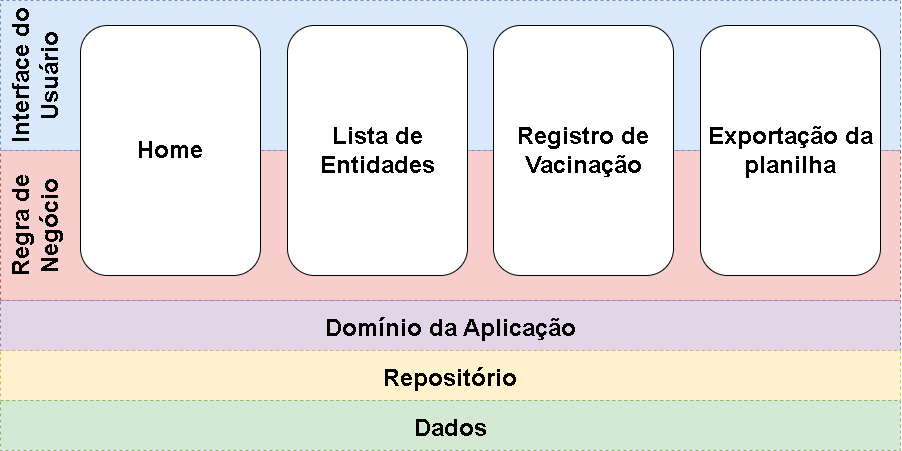 Interface do
Usuário
Home
Lista de
Entidades
Registro de
Vacinação
Exportação da
planilha
Regra de
Negócio
Domínio da Aplicação
Repositório
Dados